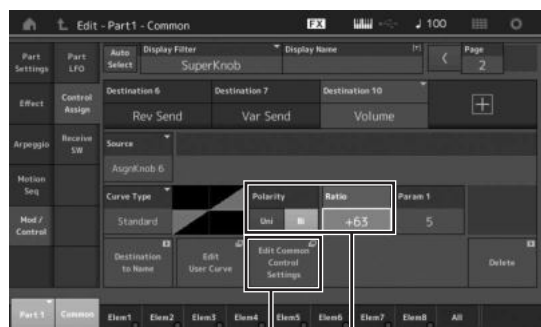 Edit - Part1 - Common
FX
♩ 100
Part Settings
Part LFO
Auto Select
Display Filter
SuperKnob
Display Name
Page
2
Effect
Control Assign
Destination 6
Rev Send
Destination 7
Var Send
Destination 10
Volume
Arpeggio
Receive SW
Source
AsgnKnob 6
Motion Seq
Curve Type
Standard
Polarity
Uni
Bi
Ratio
+63
Param 1
5
Mod / Control
Destination to Name
Edit User Curve
Edit Common Control Settings
Delete
Part 1
Common
Elem1
Elem2
Elem3
Elem4
Elem5
Elem6
Elem7
Elem8
All